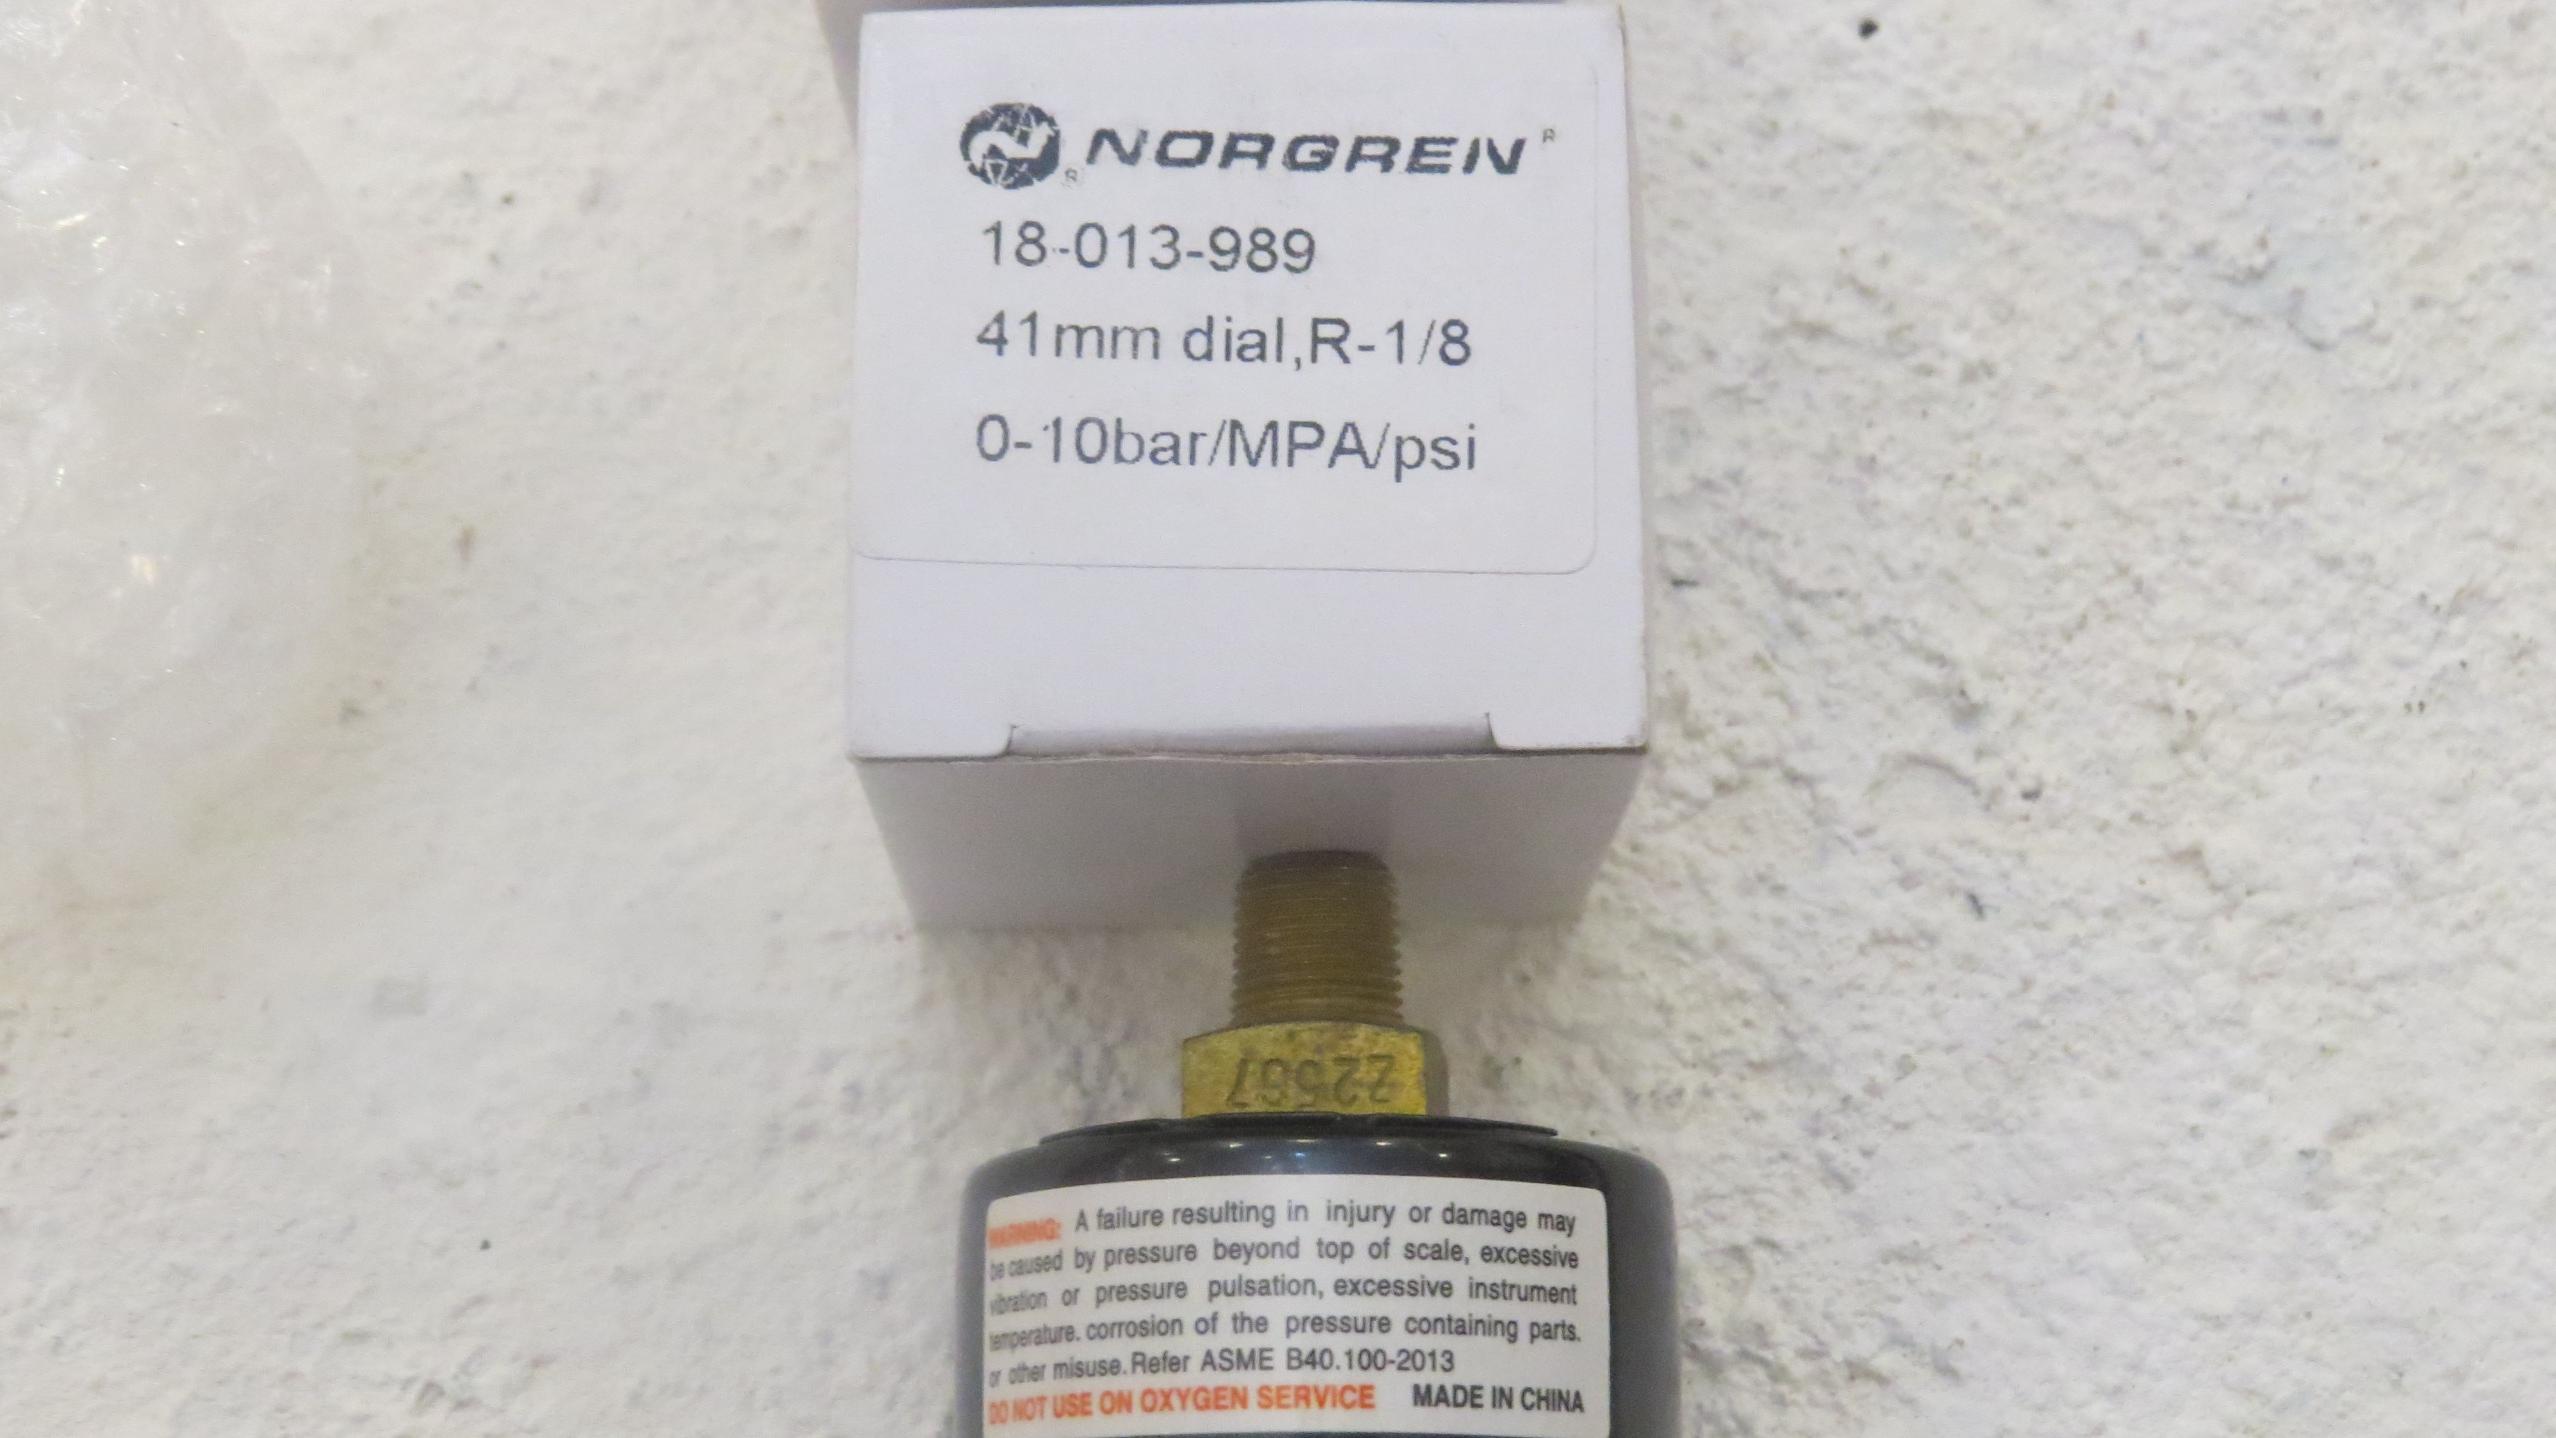 NORGREN®
18-013-989
41mm dial,R-1/8
0-10bar/MPA/psi
Z2567
WARNING: A failure resulting in injury or damage may
be caused by pressure beyond top of scale, excessive
vibration or pressure pulsation, excessive instrument
temperature. corrosion of the pressure containing parts.
or other misuse. Refer ASME B40.100-2013
DO NOT USE ON OXYGEN SERVICE MADE IN CHINA